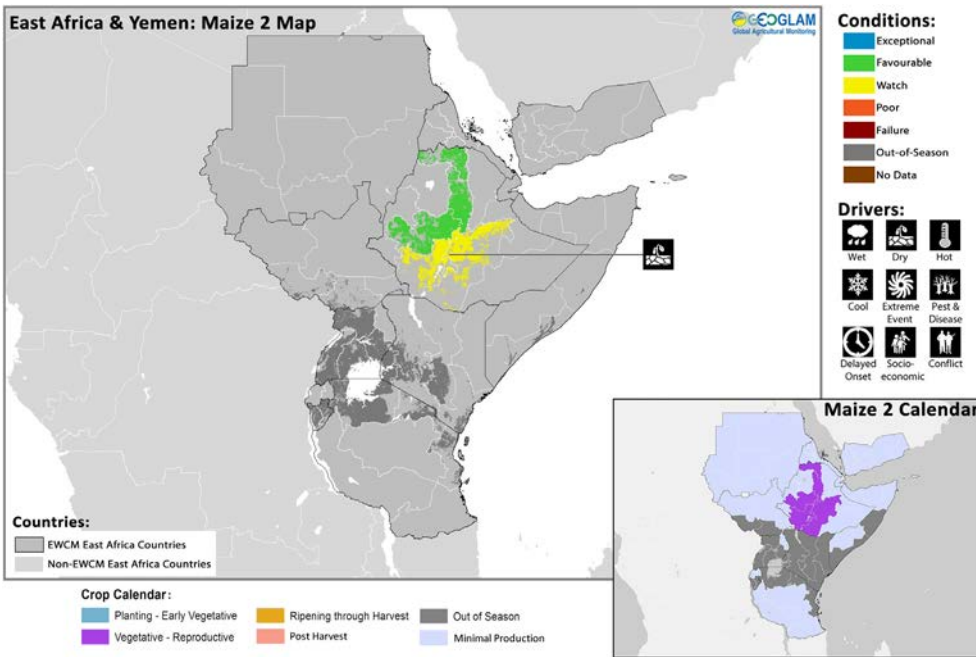 East Africa & Yemen: Maize 2 Map
GEOGLAM
Global Agricultural Monitoring
Conditions:
Exceptional
Favourable
Watch
Poor
Failure
Out-of-Season
No Data
Drivers:
Wet
Dry
Hot
Cool
Extreme Event
Pest & Disease
Delayed Onset
Socio-economic
Conflict
Maize 2 Calendar
Countries:
EWCM East Africa Countries
Non-EWCM East Africa Countries
Crop Calendar:
Planting - Early Vegetative
Ripening through Harvest
Out of Season
Vegetative - Reproductive
Post Harvest
Minimal Production